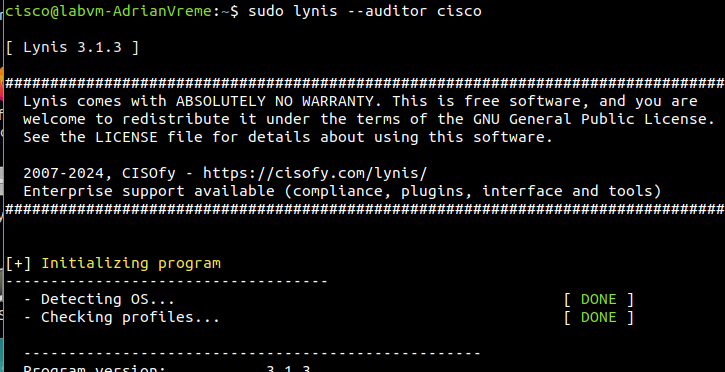 cisco@labvm-AdrianVreme:~$ sudo lynis --auditor cisco
[ Lynis 3.1.3 ]
################################################################################
Lynis comes with ABSOLUTELY NO WARRANTY. This is free software, and you are
welcome to redistribute it under the terms of the GNU General Public License.
See the LICENSE file for details about using this software.
2007-2024, CISOfy - https://cisofy.com/lynis/
Enterprise support available (compliance, plugins, interface and tools)
################################################################################
[+] Initializing program
------------------------------------
- Detecting OS... [ DONE ]
- Checking profiles... [ DONE ]
---------------------------------------------------
Program version: 3.1.3